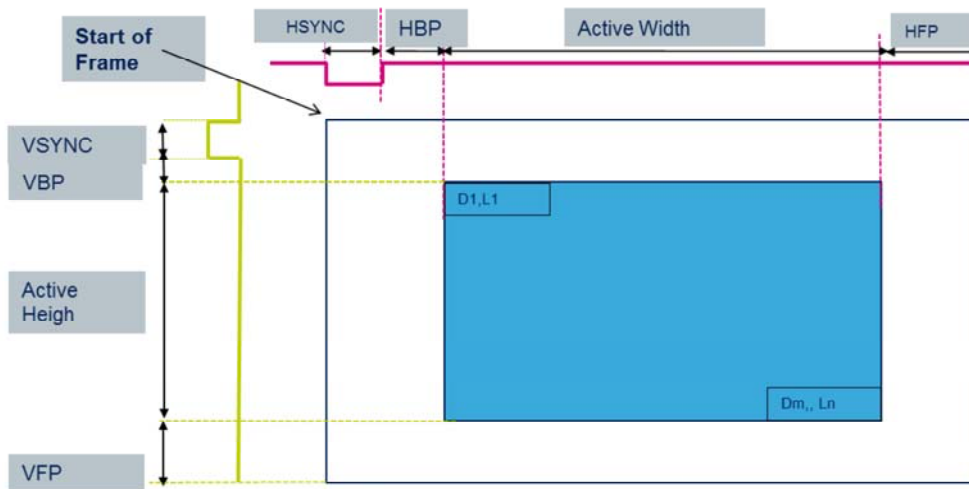 HSYNC
HBP
Active Width
HFP
Start of
Frame
VSYNC
VBP
D1,L1
Active
Heigh
Dm,, Ln
VFP